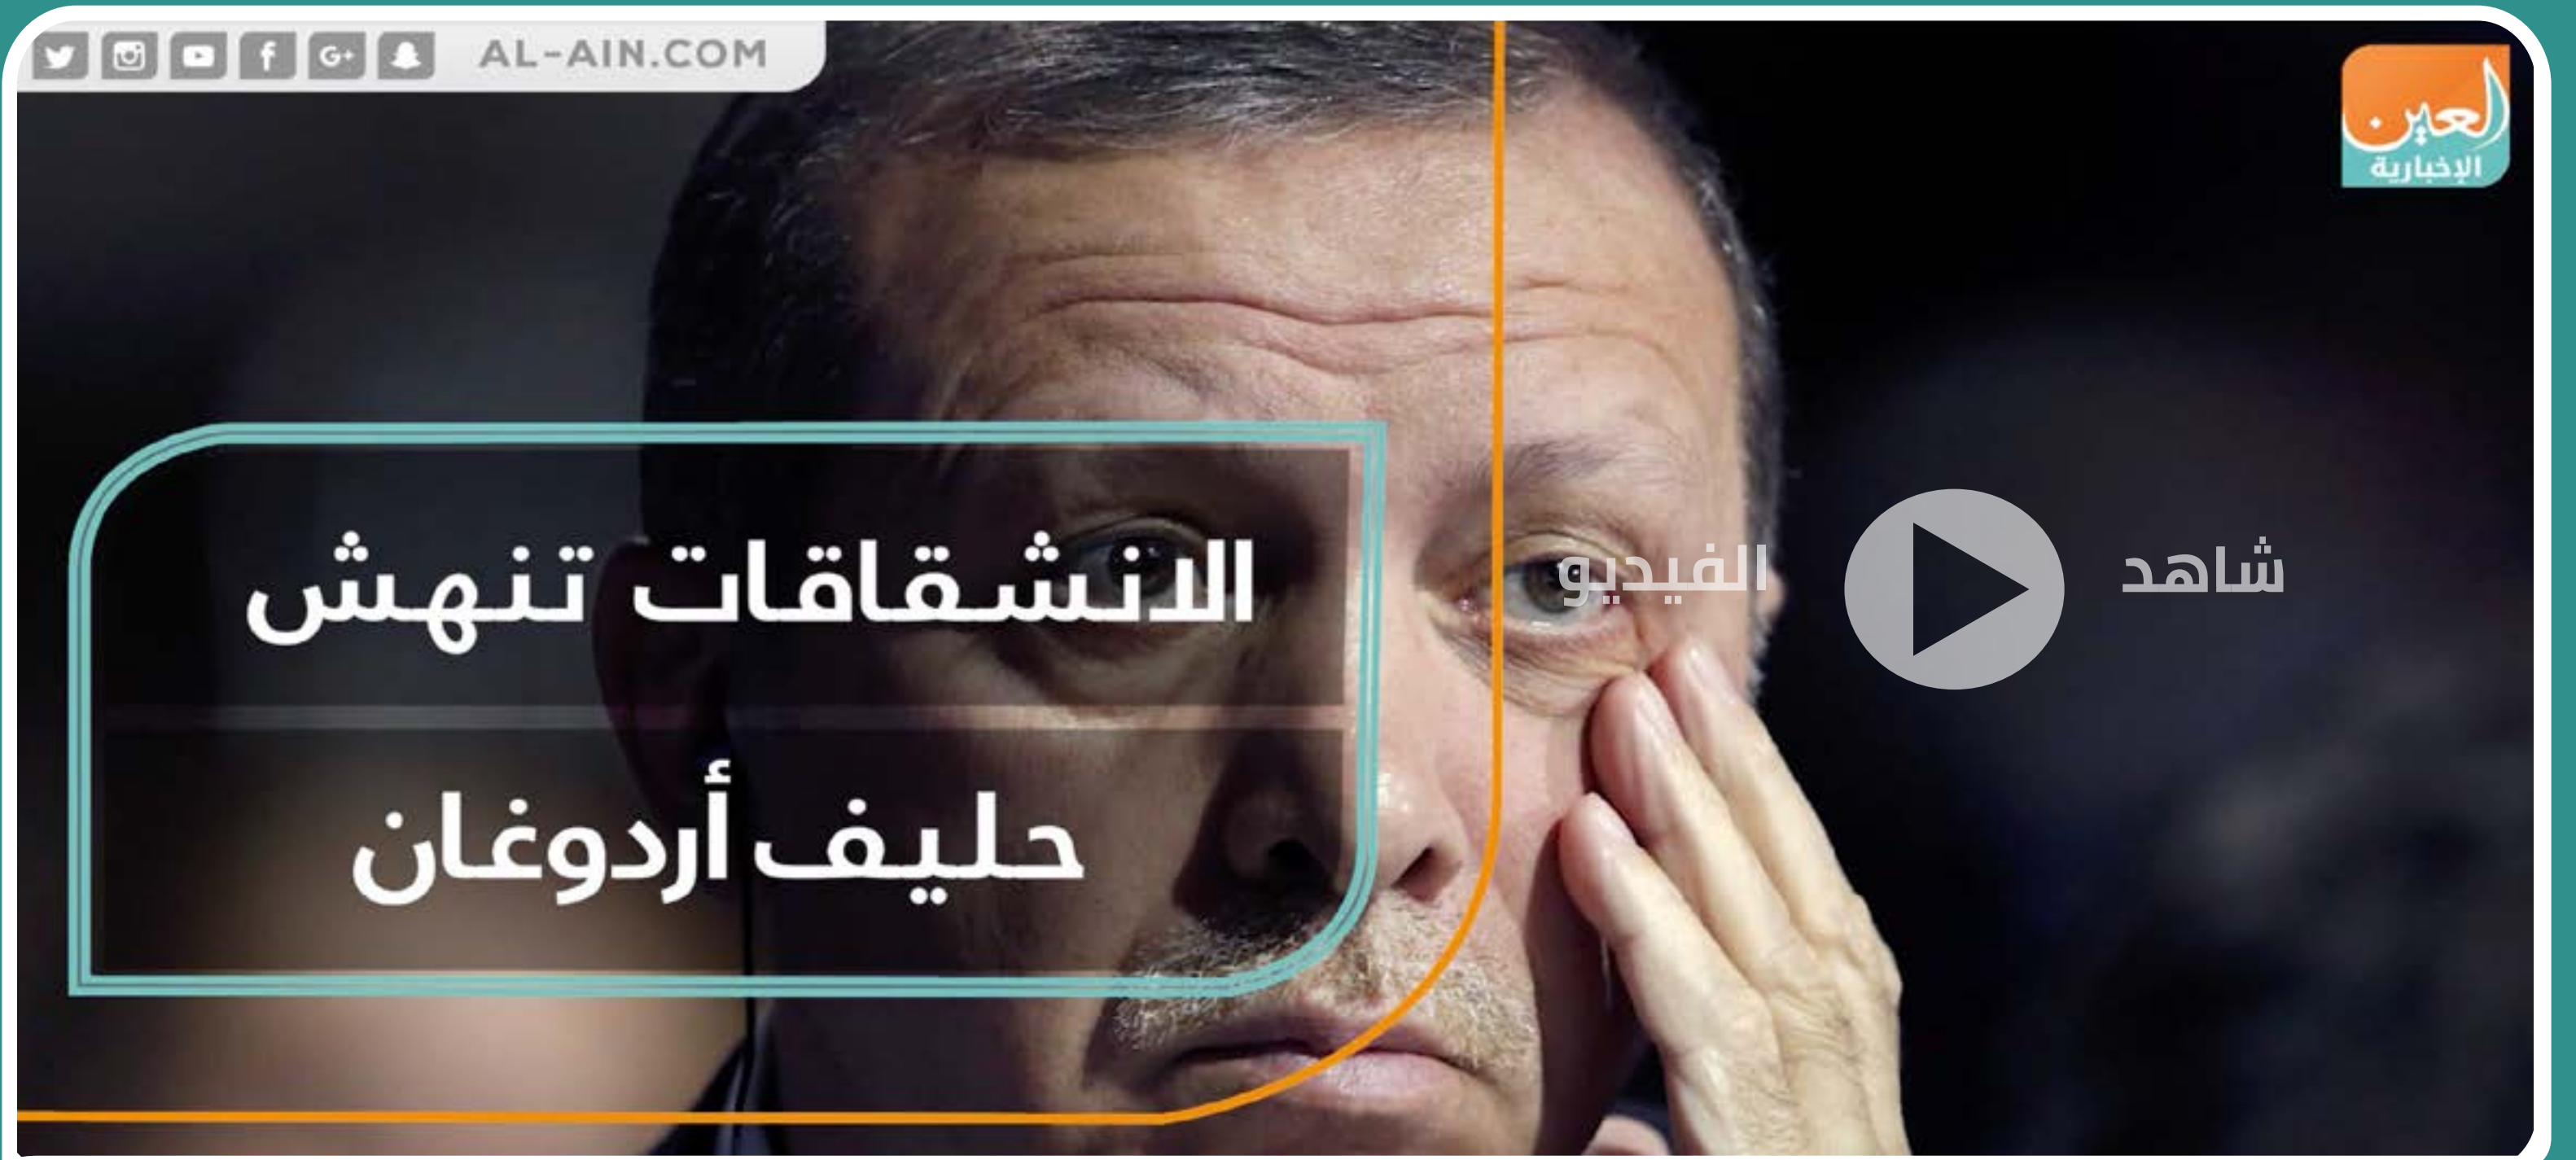 AL-AIN.COM
العين
الإخبارية
الانشقاقات تنهش
حليف أردوغان
شاهد الفيديو